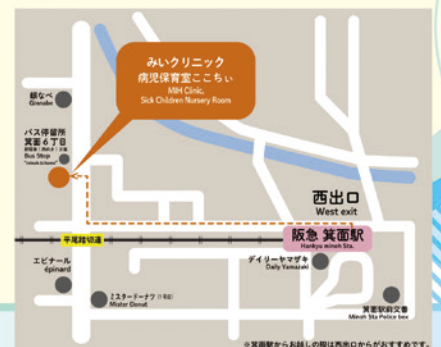 みいクリニック
病児保育室ここちぃ
MIH Clinic,
Sick Children Nursery Room
銀なべ
Ginnabe
バス停留所
箕面6丁目
Bus Stop
西出口
West exit
阪急 箕面駅
Hankyu minoh Sta.
平尾踏切道
デイリーヤマザキ
Daily Yamazaki
エピナール
épinard
ミスタードーナツ
Mister Donut
箕面駅前交番
Minoh Sta Police box
※箕面駅からお越しの際は西出口からがおすすめです。